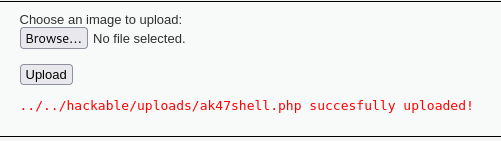 Choose an image to upload:
Browse... No file selected.
Upload
../../hackable/uploads/ak47shell.php succesfully uploaded!